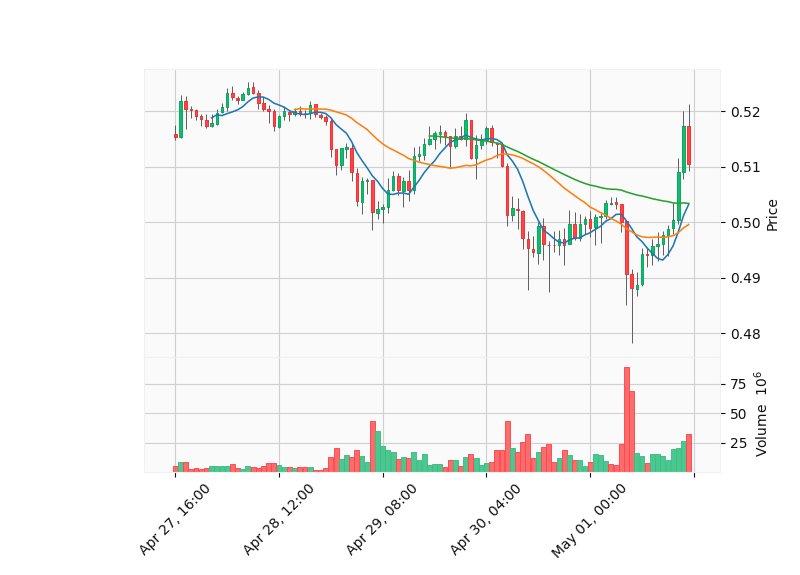 0.52
0.51
0.50
0.49
0.48
Price
75
50
25
Volume 10⁶
Apr 27, 16:00
Apr 28, 12:00
Apr 29, 08:00
Apr 30, 04:00
May 01, 00:00